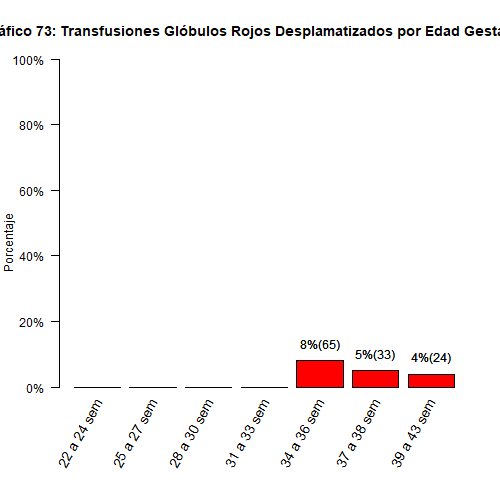 áfico 73: Transfusiones Glóbulos Rojos Desplamatizados por Edad Gesta
100%
80%
60%
40%
20%
0%
Porcentaje
8%(65)
5%(33)
4%(24)
22 a 24 sem
25 a 27 sem
28 a 30 sem
31 a 33 sem
34 a 36 sem
37 a 38 sem
39 a 43 sem